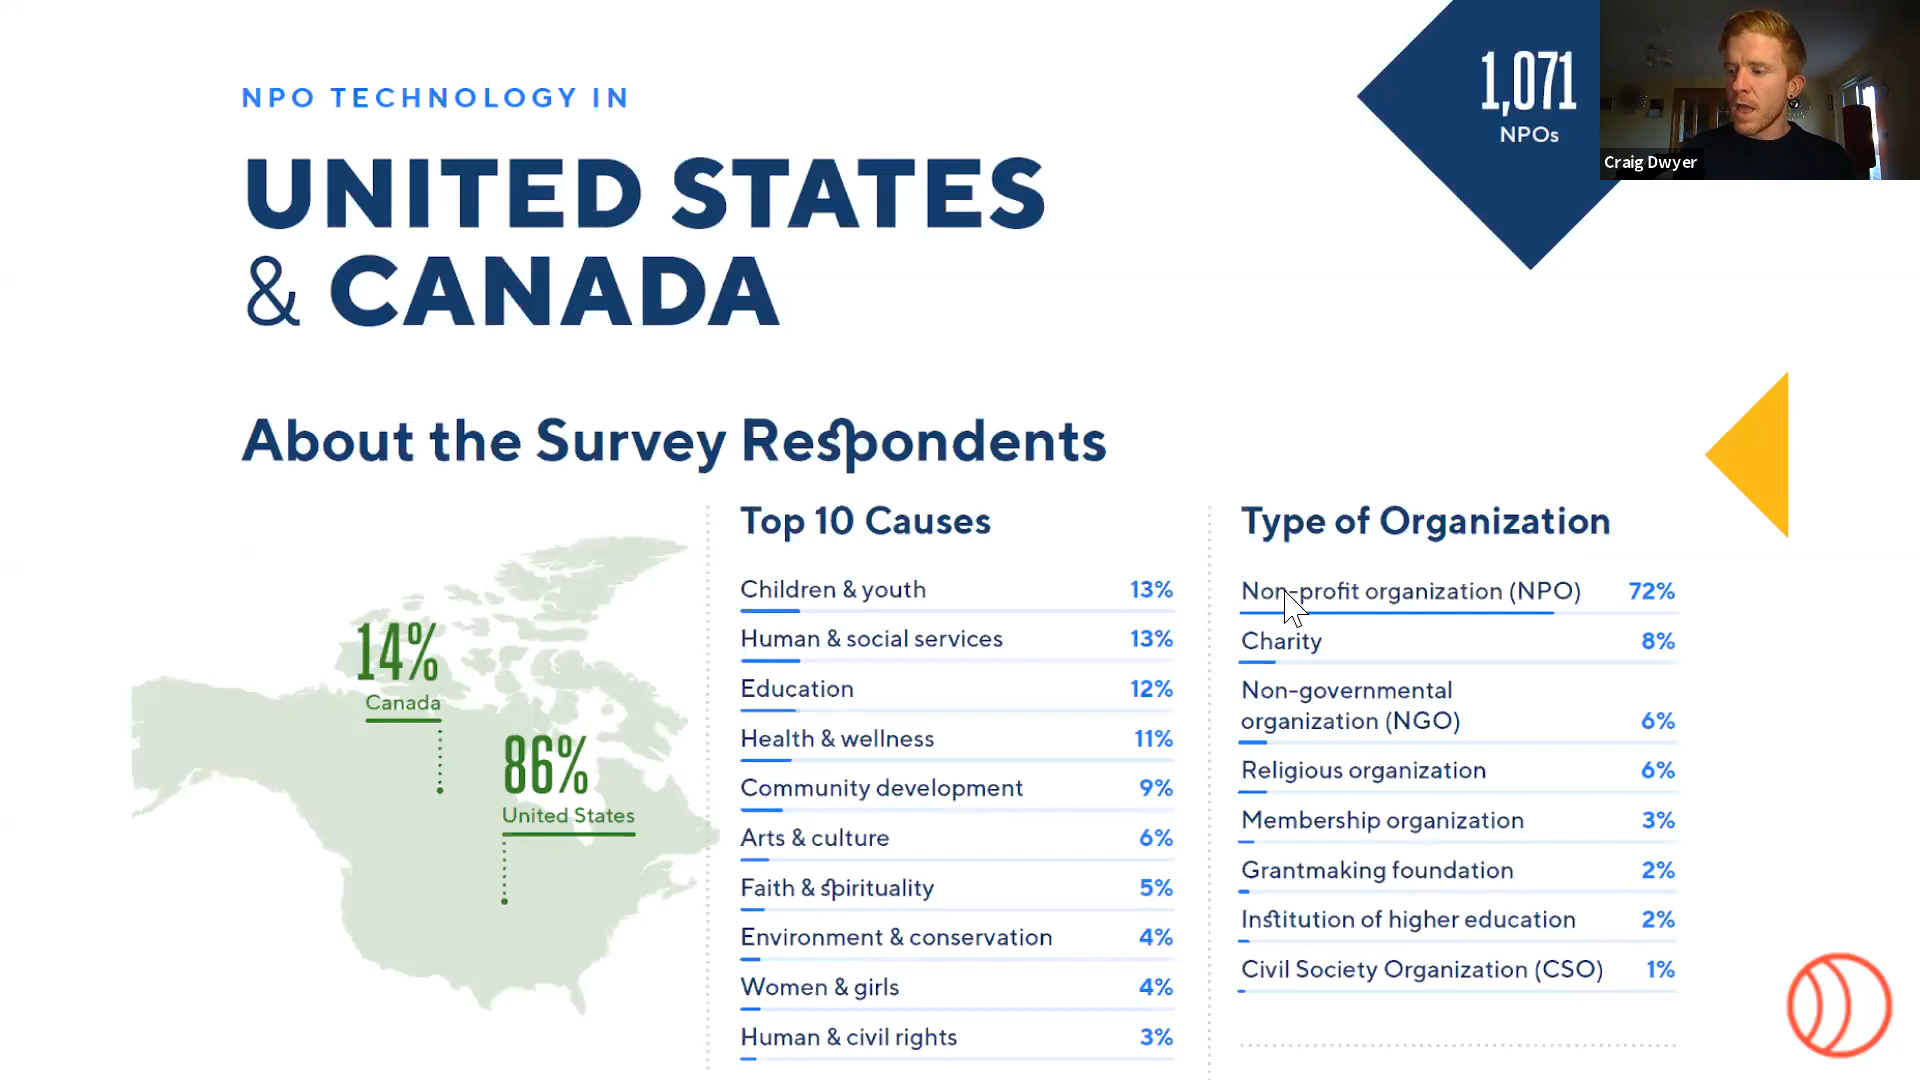 NPO TECHNOLOGY IN
UNITED STATES
& CANADA
1,071
NPOs
Craig Dwyer
About the Survey Respondents
14%
Canada
86%
United States
Top 10 Causes
Children & youth 13%
Human & social services 13%
Education 12%
Health & wellness 11%
Community development 9%
Arts & culture 6%
Faith & spirituality 5%
Environment & conservation 4%
Women & girls 4%
Human & civil rights 3%
Type of Organization
Non-profit organization (NPO) 72%
Charity 8%
Non-governmental
organization (NGO) 6%
Religious organization 6%
Membership organization 3%
Grantmaking foundation 2%
Institution of higher education 2%
Civil Society Organization (CSO) 1%